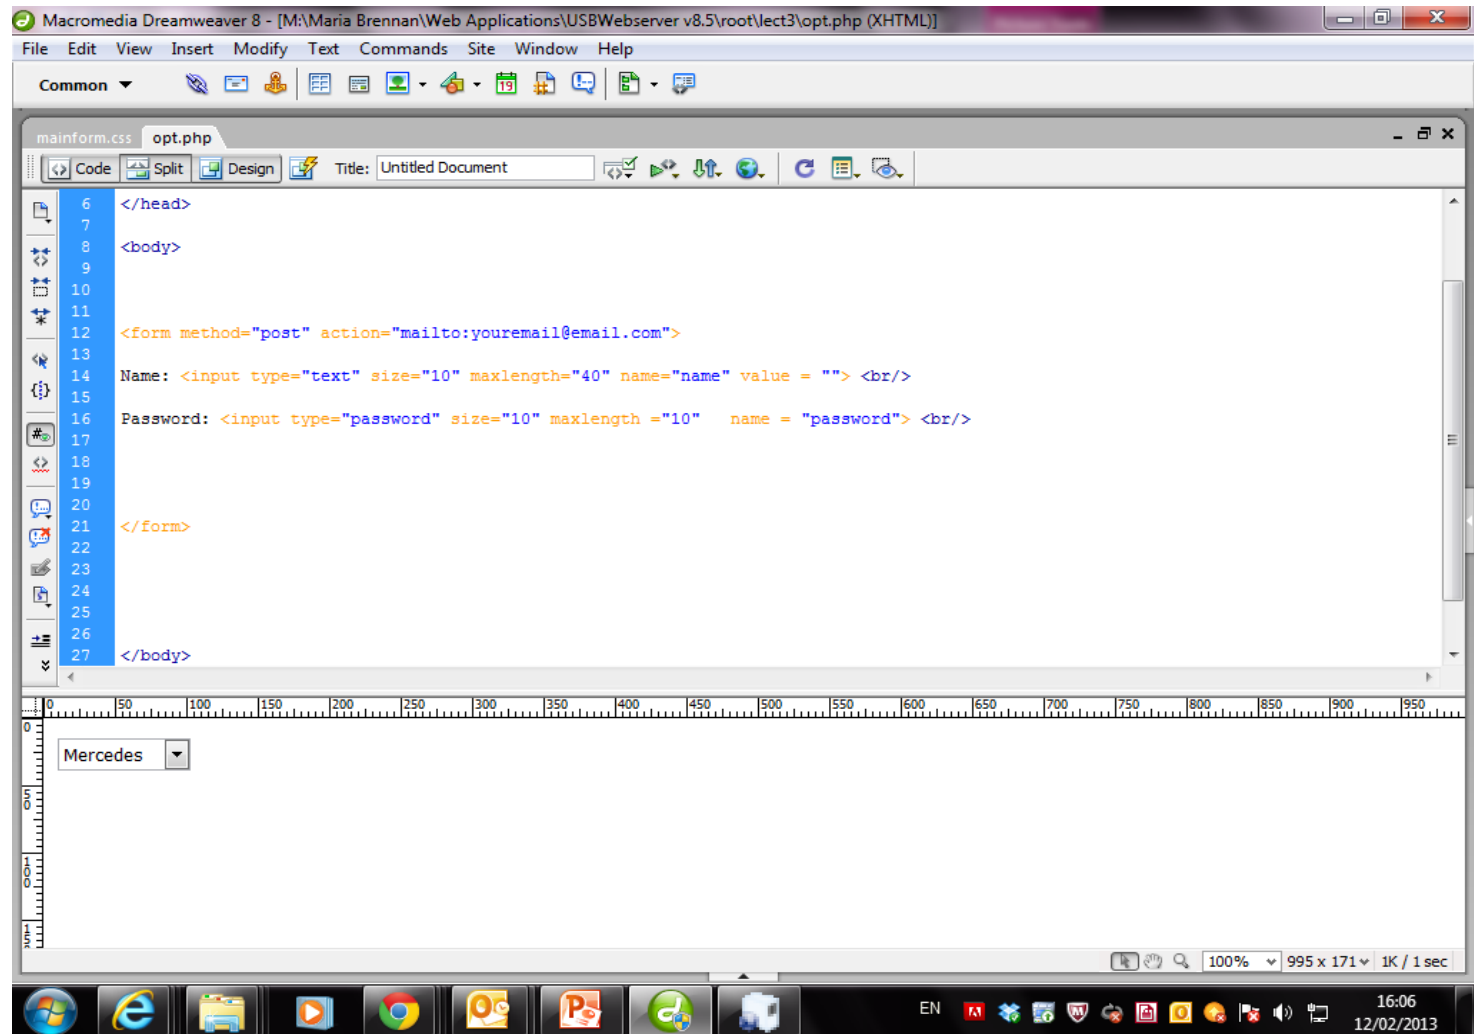 Macromedia Dreamweaver 8 - [M:\Maria Brennan\Web Applications\USBWebserver v8.5\root\lect3\opt.php (XHTML)]
File Edit View Insert Modify Text Commands Site Window Help
Common
19
mainform.css opt.php
Code Split Design Title: Untitled Document
6 </head>
7
8 <body>
9
10
11
12 <form method="post" action="mailto:youremail@email.com">
13
14 Name: <input type="text" size="10" maxlength="40" name="name" value = ""> <br/>
15
16 Password: <input type="password" size="10" maxlength ="10"   name = "password"> <br/>
17
18
19
20
21 </form>
22
23
24
25
26
27 </body>
0 50 100 150 200 250 300 350 400 450 500 550 600 650 700 750 800 850 900 950
0
Mercedes
50
100
15
100% 995 x 171 1K / 1 sec
EN 16:06
12/02/2013